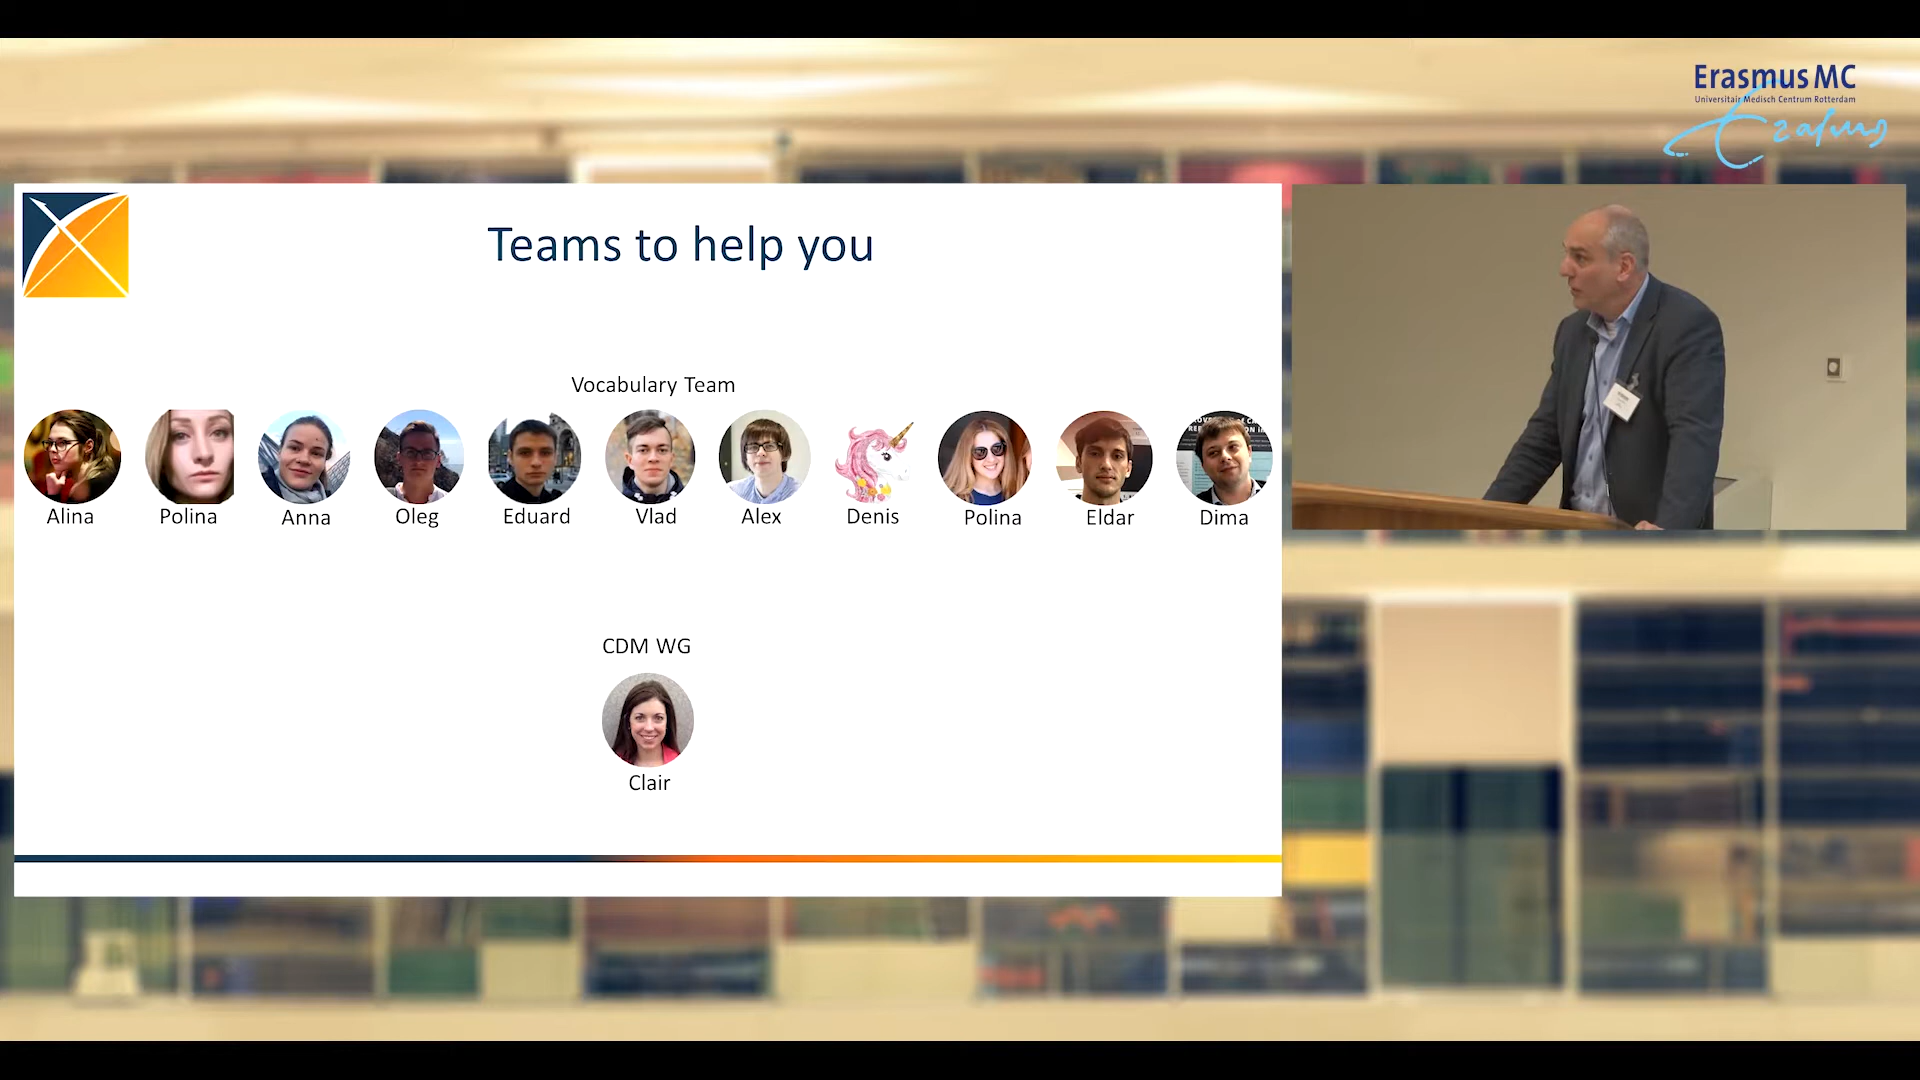 Erasmus MC
Universitair Medisch Centrum Rotterdam
Erasmus
Teams to help you
Vocabulary Team
Alina
Polina
Anna
Oleg
Eduard
Vlad
Alex
Denis
Polina
Eldar
Dima
CDM WG
Clair